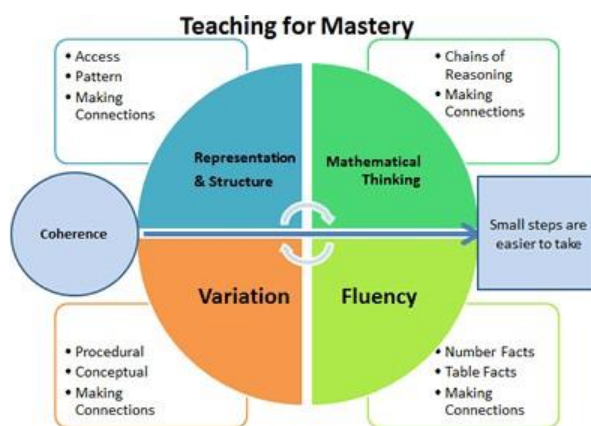 Teaching for Mastery
• Access
• Pattern
• Making
Connections
• Chains of
Reasoning
• Making
Connections
Representation
& Structure
Mathematical
Thinking
Coherence
Small steps are
easier to take
Variation
Fluency
• Procedural
• Conceptual
• Making
Connections
• Number Facts
• Table Facts
• Making
Connections